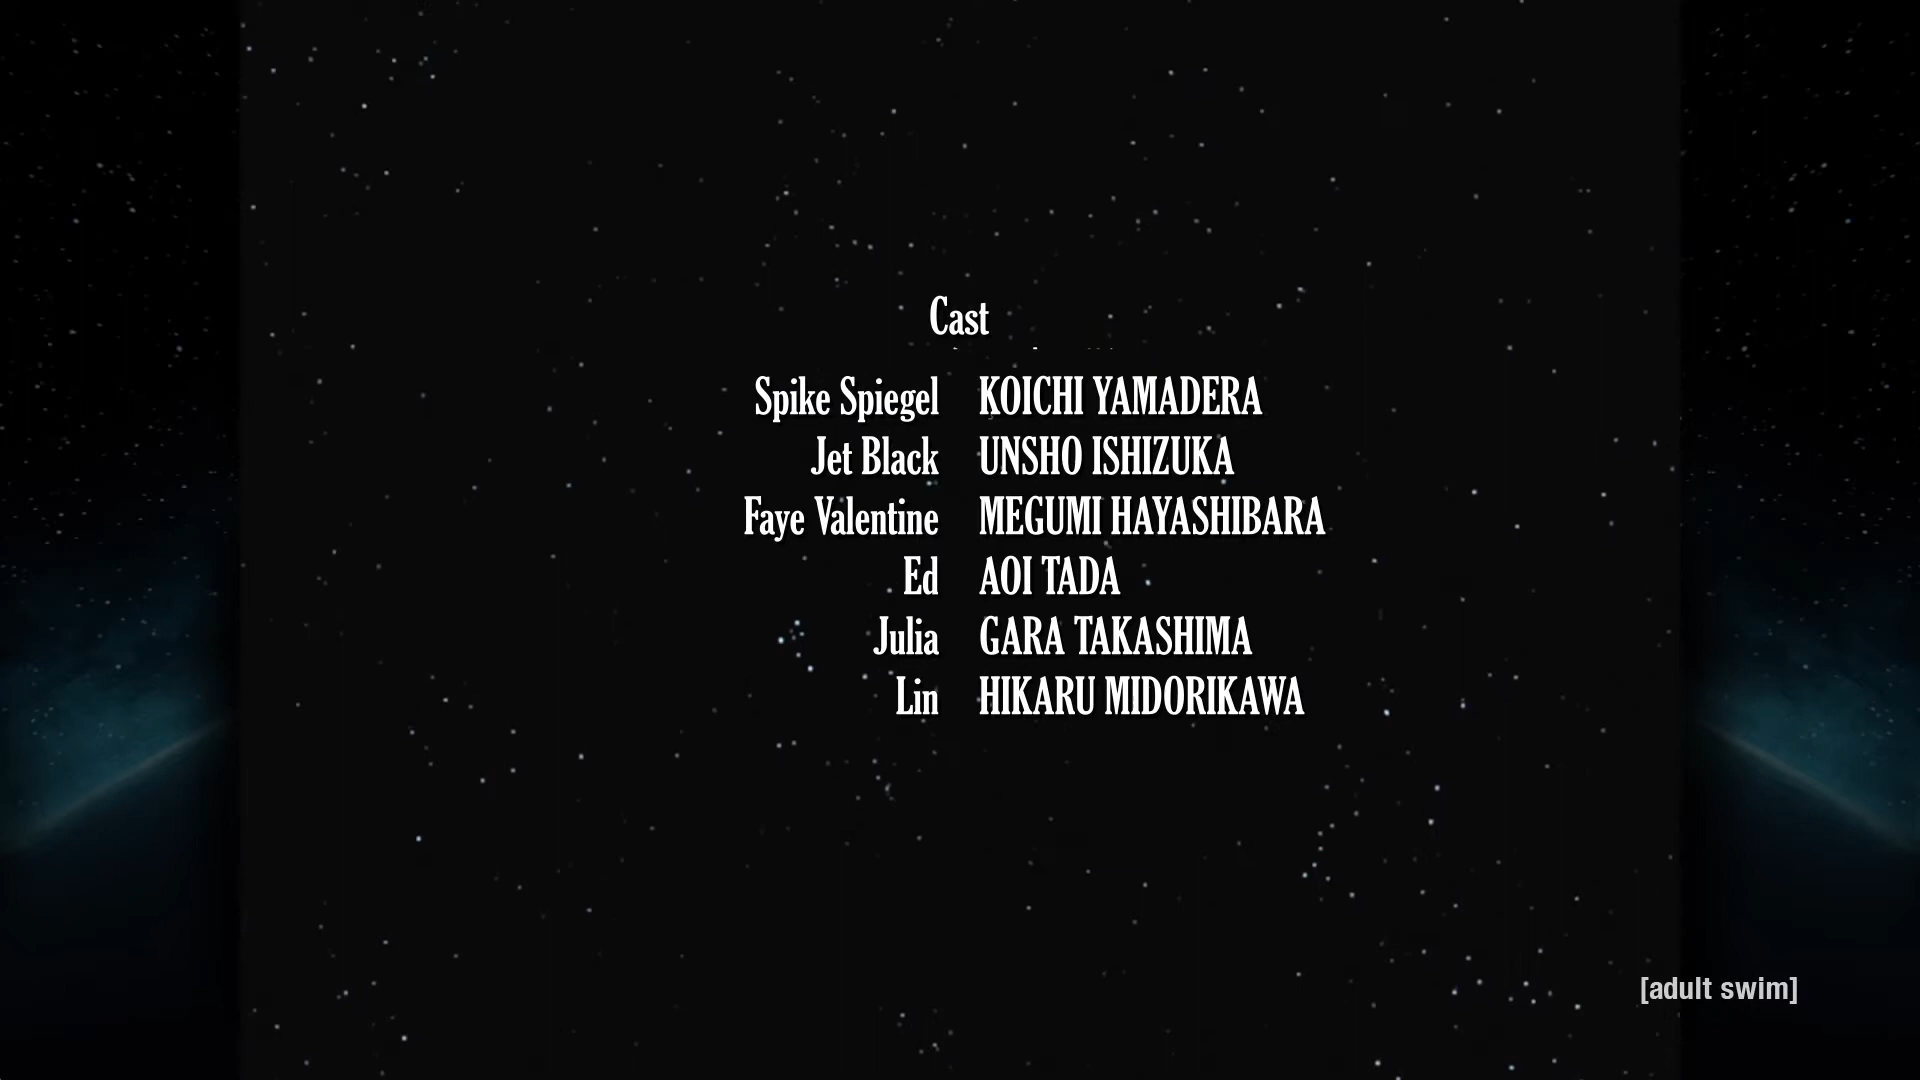 Cast
Spike Spiegel KOICHI YAMADERA
Jet Black UNSHO ISHIZUKA
Faye Valentine MEGUMI HAYASHIBARA
Ed AOI TADA
Julia GARA TAKASHIMA
Lin HIKARU MIDORIKAWA
[adult swim]